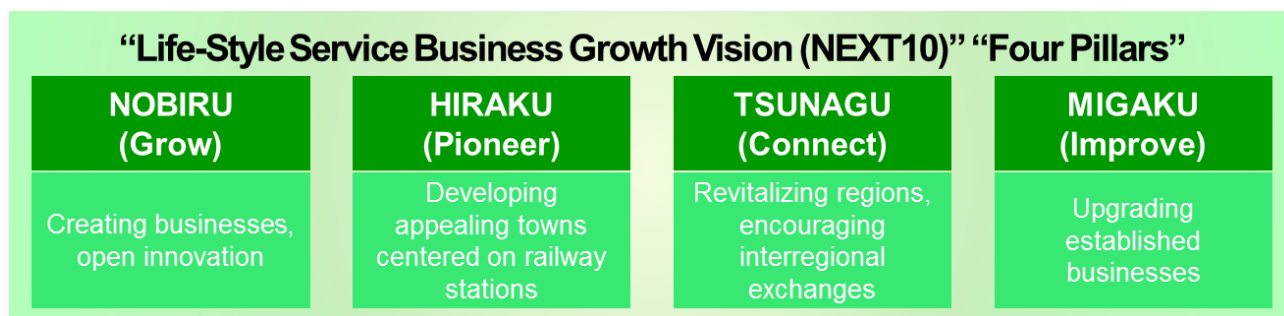 “Life-Style Service Business Growth Vision (NEXT10)” “Four Pillars”
NOBIRU
(Grow)
Creating businesses,
open innovation
HIRAKU
(Pioneer)
Developing
appealing towns
centered on railway
stations
TSUNAGU
(Connect)
Revitalizing regions,
encouraging
interregional
exchanges
MIGAKU
(Improve)
Upgrading
established
businesses